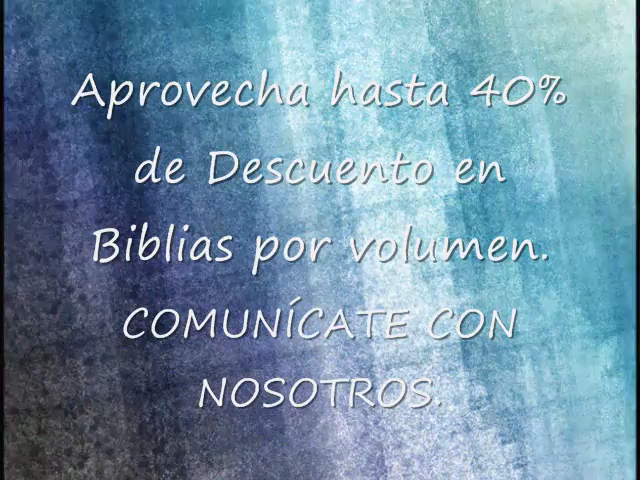 Aprovecha hasta 40%
de Descuento en
Biblias por volumen.
COMUNÍCATE CON
NOSOTROS.